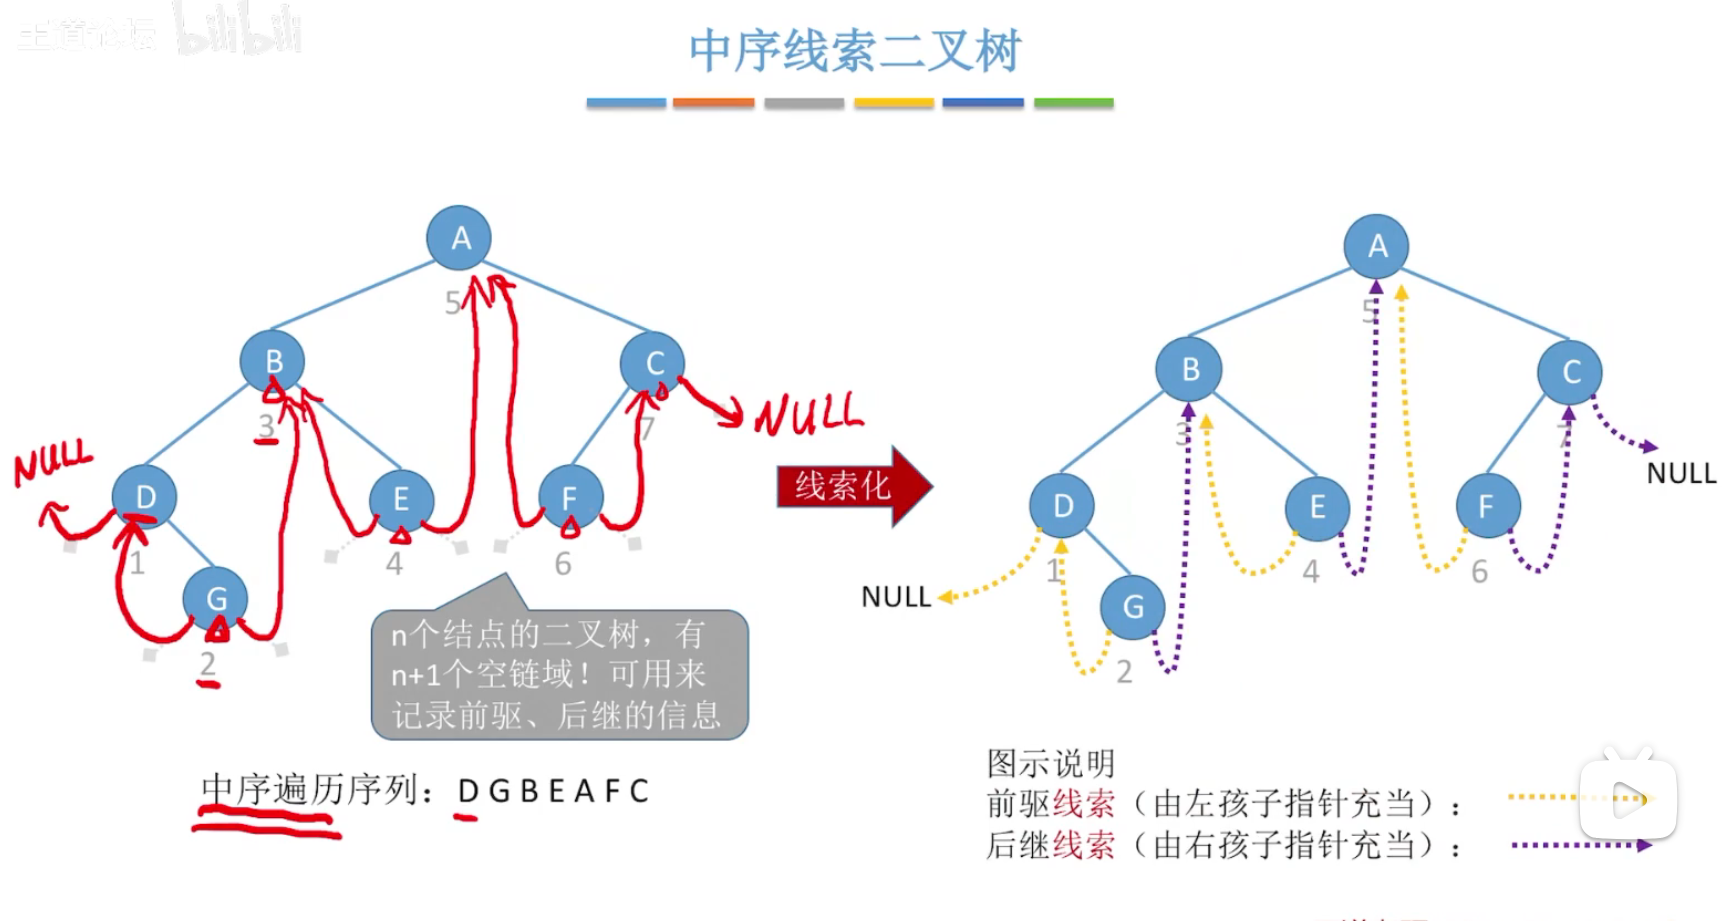 王道论坛 bilibili
中序线索二叉树
A
5
B
C
3
7
NULL
NULL
D
E
F
1
4
6
G
2
线索化
A
5
B
C
3
7
NULL
D
E
F
1
4
6
NULL
G
2
n个结点的二叉树，有
n+1个空链域！可用来
记录前驱、后继的信息
中序遍历序列：D G B E A F C
图示说明
前驱线索（由左孩子指针充当）：
后继线索（由右孩子指针充当）：